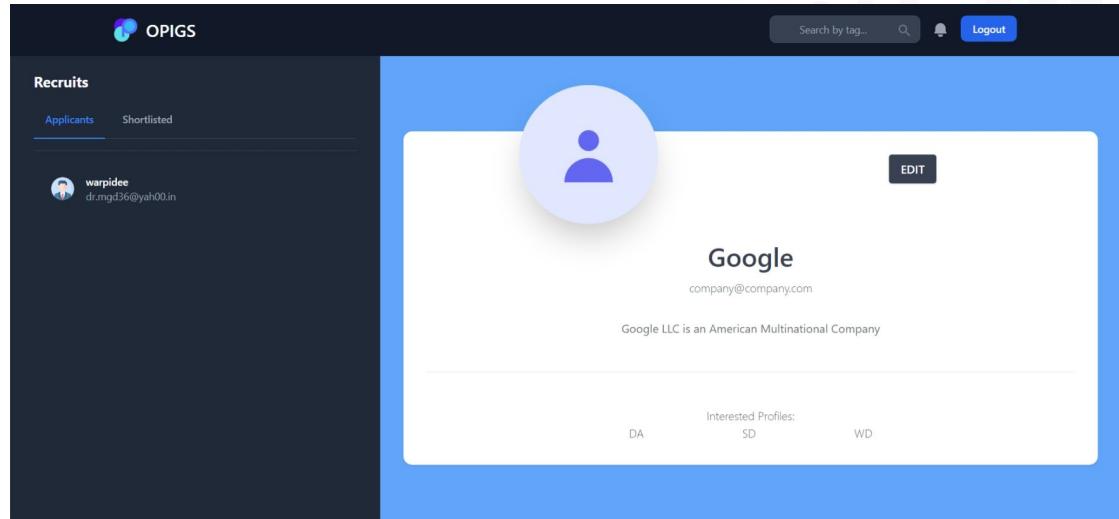 OPIGS
Search by tag...
Logout
Recruits
Applicants Shortlisted
warpidee
dr.mgd36@yah00.in
EDIT
Google
company@company.com
Google LLC is an American Multinational Company
Interested Profiles:
DA SD WD